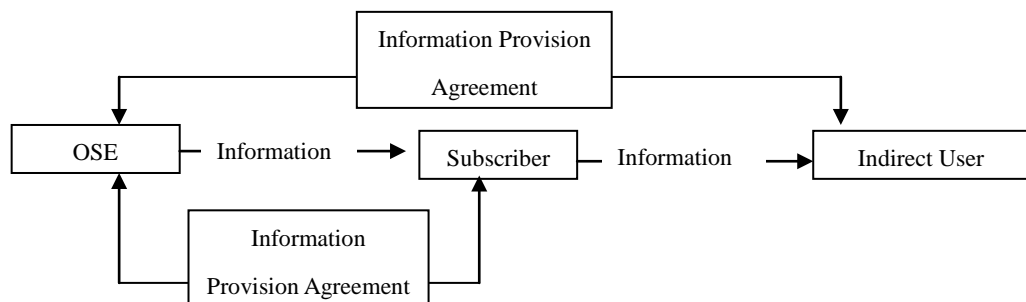 Information Provision
Agreement
OSE
Information
Subscriber
Information
Indirect User
Information
Provision Agreement